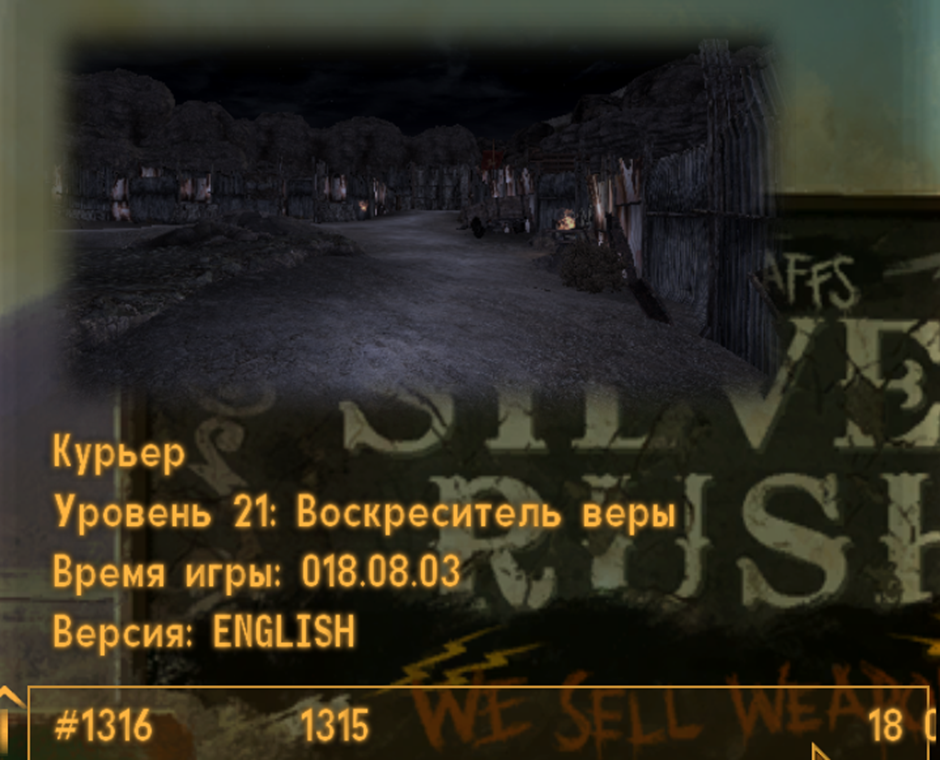 AFFS
SILVE
RUSH
Курьер
Уровень 21: Воскреситель веры
Время игры: 018.08.03
Версия: ENGLISH
WE SELL WEAPO
#1316 1315 18